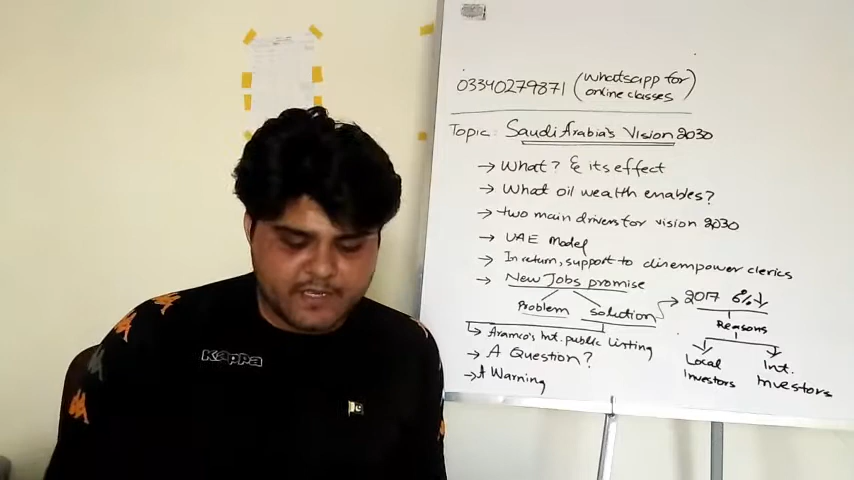 03340279871 (whatsapp for
online classes)
Topic: Saudi Arabia's Vision 2030
→ What? & its effect
→ What oil wealth enables?
→ two main drivers for vision 2030
→ UAE Model
→ In return, support to disempower clerics
→ New Jobs promise
Problem solution → 2017 6% ↓
Reasons
Local Investors
Int. Investors
→ Aramco's Int. public Listing
→ A Question?
→ A Warning
Kappa